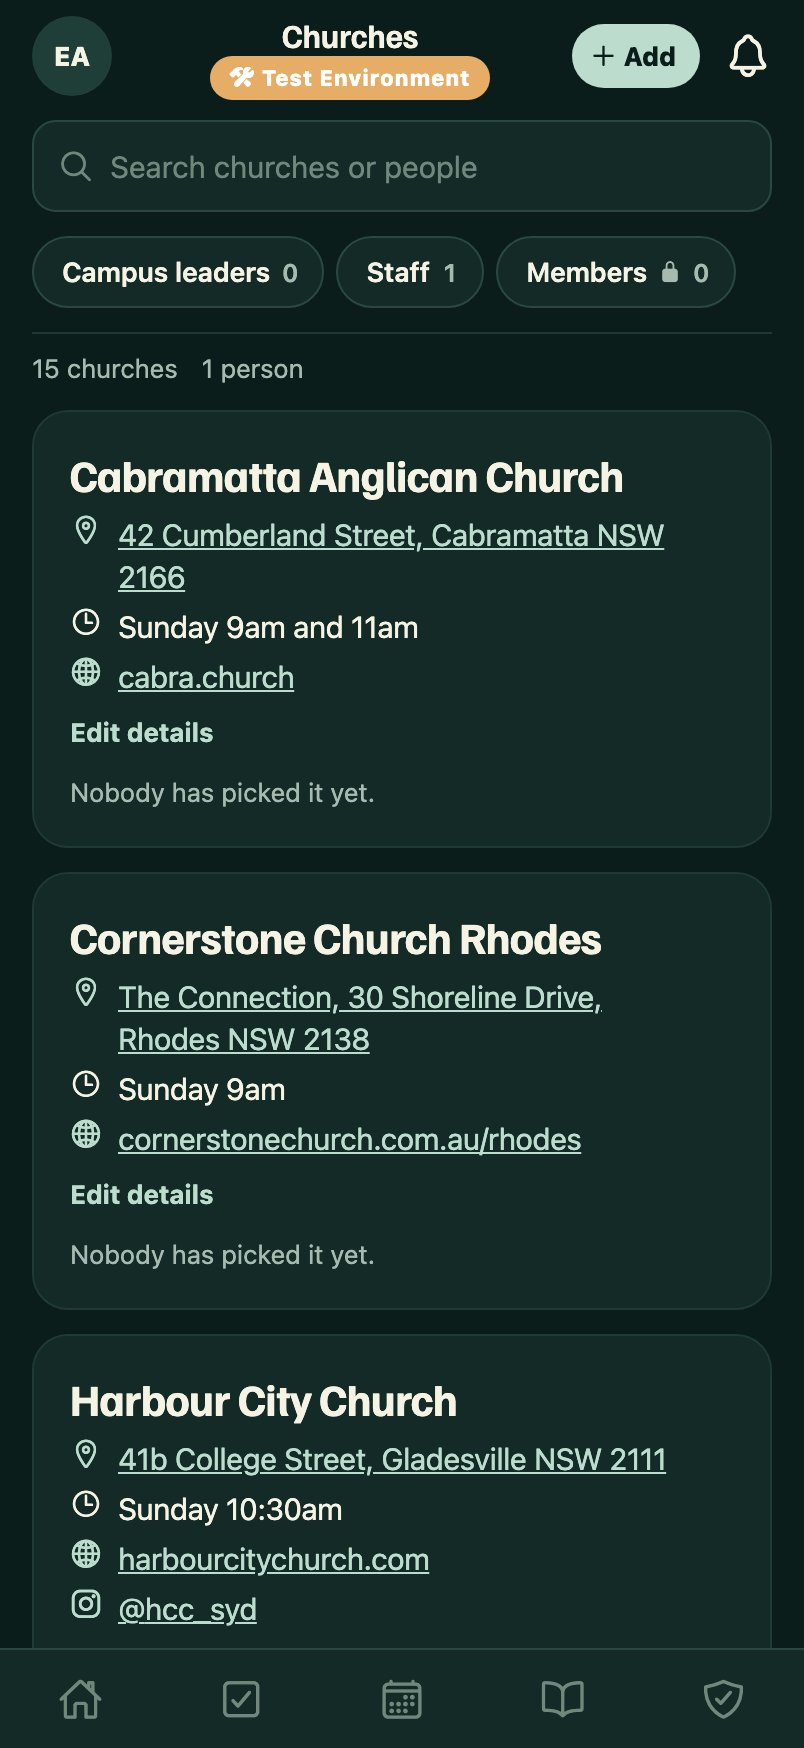 EA
Churches
🛠 Test Environment
+ Add
Search churches or people
Campus leaders 0
Staff 1
Members 0
15 churches 1 person
Cabramatta Anglican Church
42 Cumberland Street, Cabramatta NSW
2166
Sunday 9am and 11am
cabra.church
Edit details
Nobody has picked it yet.
Cornerstone Church Rhodes
The Connection, 30 Shoreline Drive,
Rhodes NSW 2138
Sunday 9am
cornerstonechurch.com.au/rhodes
Edit details
Nobody has picked it yet.
Harbour City Church
41b College Street, Gladesville NSW 2111
Sunday 10:30am
harbourcitychurch.com
@hcc_syd